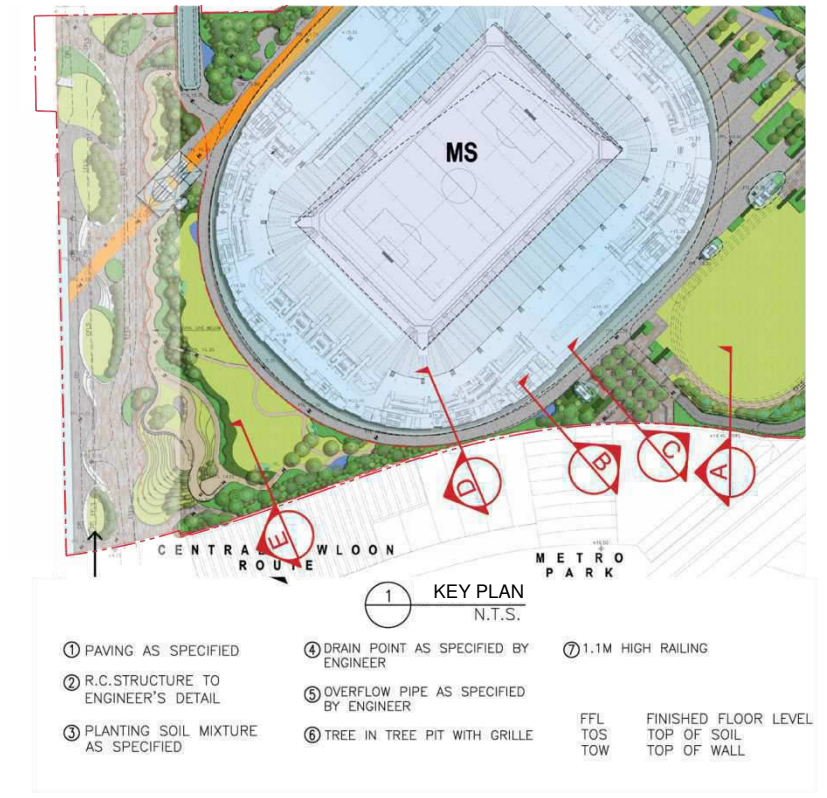 MS
A
B
C
D
E
CENTRAL
ROUTE
METRO
PARK
1 KEY PLAN
N.T.S.
1 PAVING AS SPECIFIED
2 R.C.STRUCTURE TO
ENGINEER'S DETAIL
3 PLANTING SOIL MIXTURE
AS SPECIFIED
4 DRAIN POINT AS SPECIFIED BY
ENGINEER
5 OVERFLOW PIPE AS SPECIFIED
BY ENGINEER
6 TREE IN TREE PIT WITH GRILLE
7 1.1M HIGH RAILING
FFL FINISHED FLOOR LEVEL
TOS TOP OF SOIL
TOW TOP OF WALL